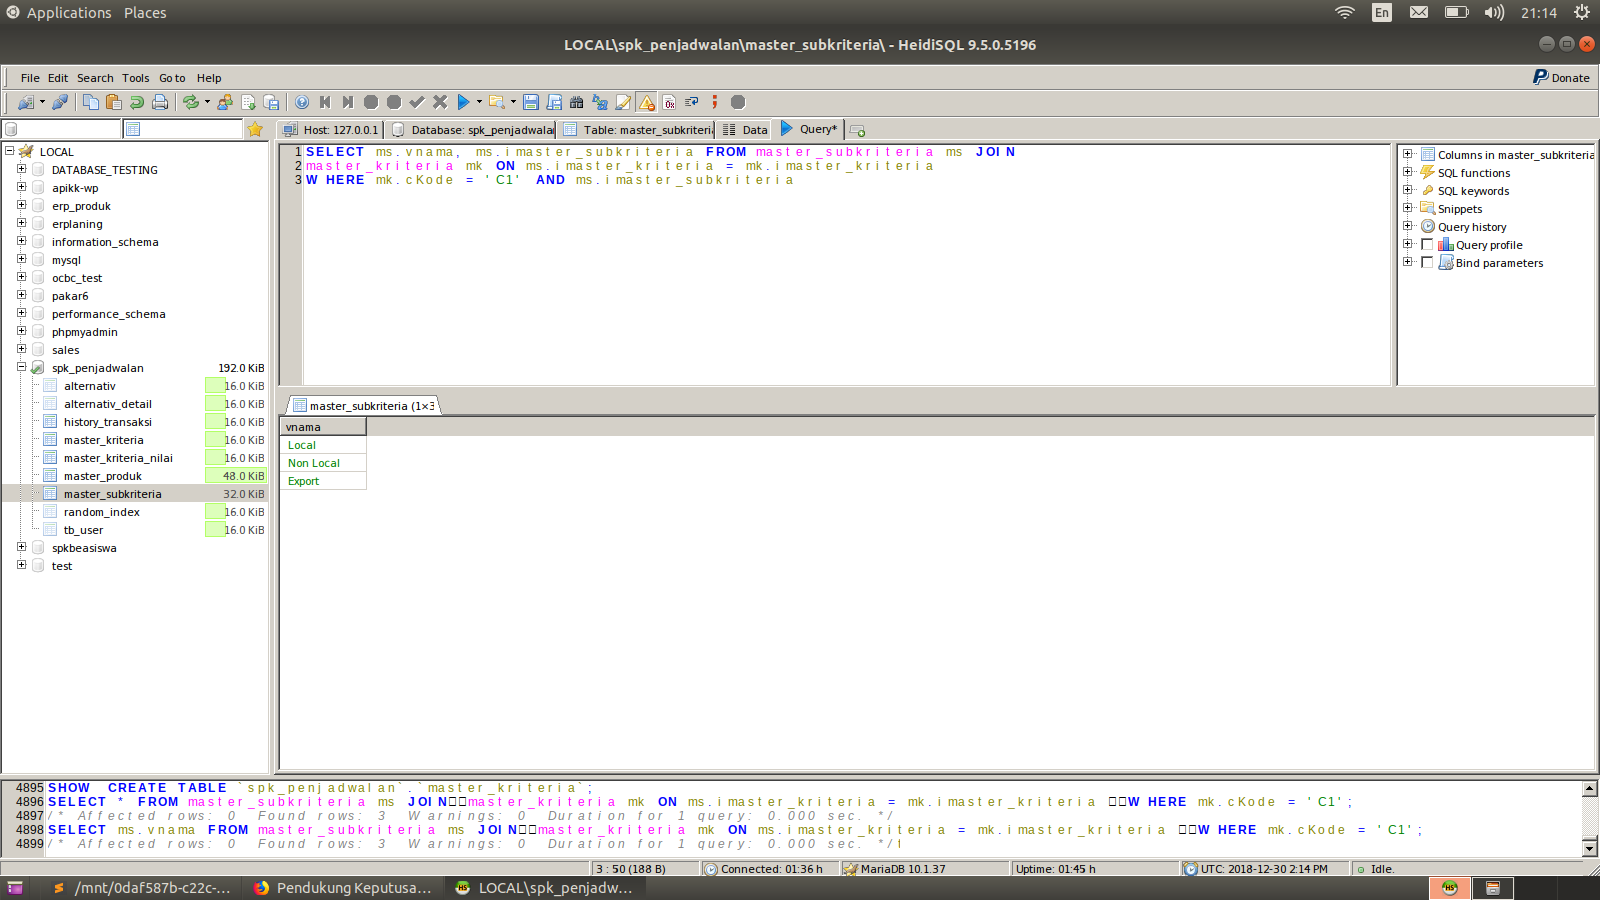 Applications Places
En
21:14
LOCAL\spk_penjadwalan\master_subkriteria\ - HeidiSQL 9.5.0.5196
File Edit Search Tools Go to Help
Donate
Host: 127.0.0.1
Database: spk_penjadwalan
Table: master_subkriteria
Data
Query*
LOCAL
DATABASE_TESTING
apikk-wp
erp_produk
erplaning
information_schema
mysql
ocbc_test
pakar6
performance_schema
phpmyadmin
sales
spk_penjadwalan 192.0 KiB
alternativ 16.0 KiB
alternativ_detail 16.0 KiB
history_transaksi 16.0 KiB
master_kriteria 16.0 KiB
master_kriteria_nilai 16.0 KiB
master_produk 48.0 KiB
master_subkriteria 32.0 KiB
random_index 16.0 KiB
tb_user 16.0 KiB
spkbeasiswa
test
1 SELECT ms.vnama, ms.imaster_subkriteria FROM master_subkriteria ms JOIN
2 master_kriteria mk ON ms.imaster_kriteria = mk.imaster_kriteria
3 WHERE mk.cKode = 'C1' AND ms.imaster_subkriteria
Columns in master_subkriteria
SQL functions
SQL keywords
Snippets
Query history
Query profile
Bind parameters
master_subkriteria (1×3
vnama
Local
Non Local
Export
4895 SHOW CREATE TABLE `spk_penjadwalan`.`master_kriteria`;
4896 SELECT * FROM master_subkriteria ms JOIN□□master_kriteria mk ON ms.imaster_kriteria = mk.imaster_kriteria □□WHERE mk.cKode = 'C1';
4897 /* Affected rows: 0 Found rows: 3 Warnings: 0 Duration for 1 query: 0.000 sec. */
4898 SELECT ms.vnama FROM master_subkriteria ms JOIN□□master_kriteria mk ON ms.imaster_kriteria = mk.imaster_kriteria □□WHERE mk.cKode = 'C1';
4899 /* Affected rows: 0 Found rows: 3 Warnings: 0 Duration for 1 query: 0.000 sec. */
3 : 50 (188 B)
Connected: 01:36 h
MariaDB 10.1.37
Uptime: 01:45 h
UTC: 2018-12-30 2:14 PM
Idle.
/mnt/0daf587b-c22c-...
Pendukung Keputusa...
LOCAL\spk_penjadw...